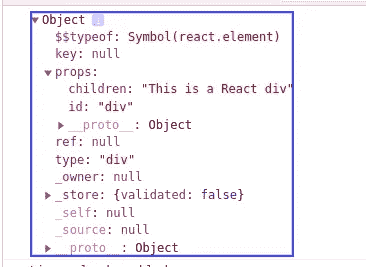 Object i
$$typeof: Symbol(react.element)
key: null
props:
children: "This is a React div"
id: "div"
__proto__: Object
ref: null
type: "div"
_owner: null
_store: {validated: false}
_self: null
_source: null
__proto__: Object